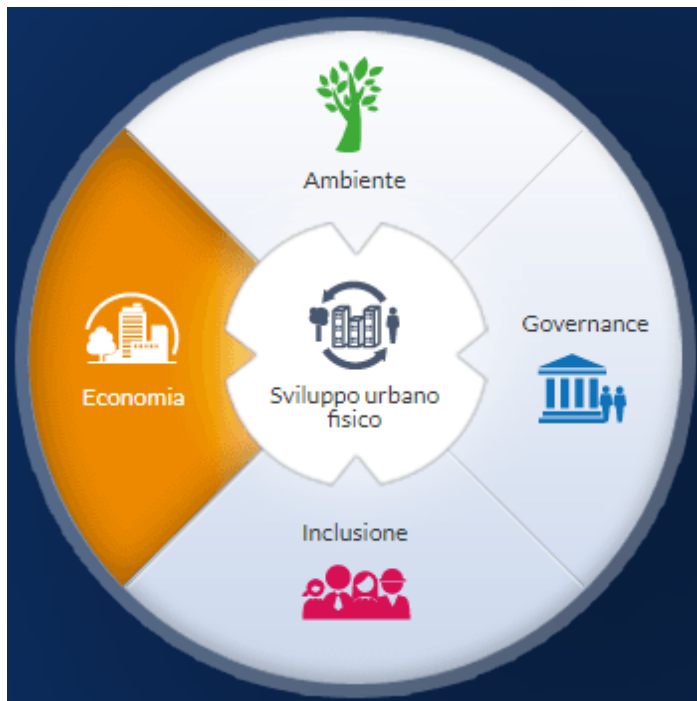 Ambiente
Governance
Economia
Sviluppo urbano
fisico
Inclusione